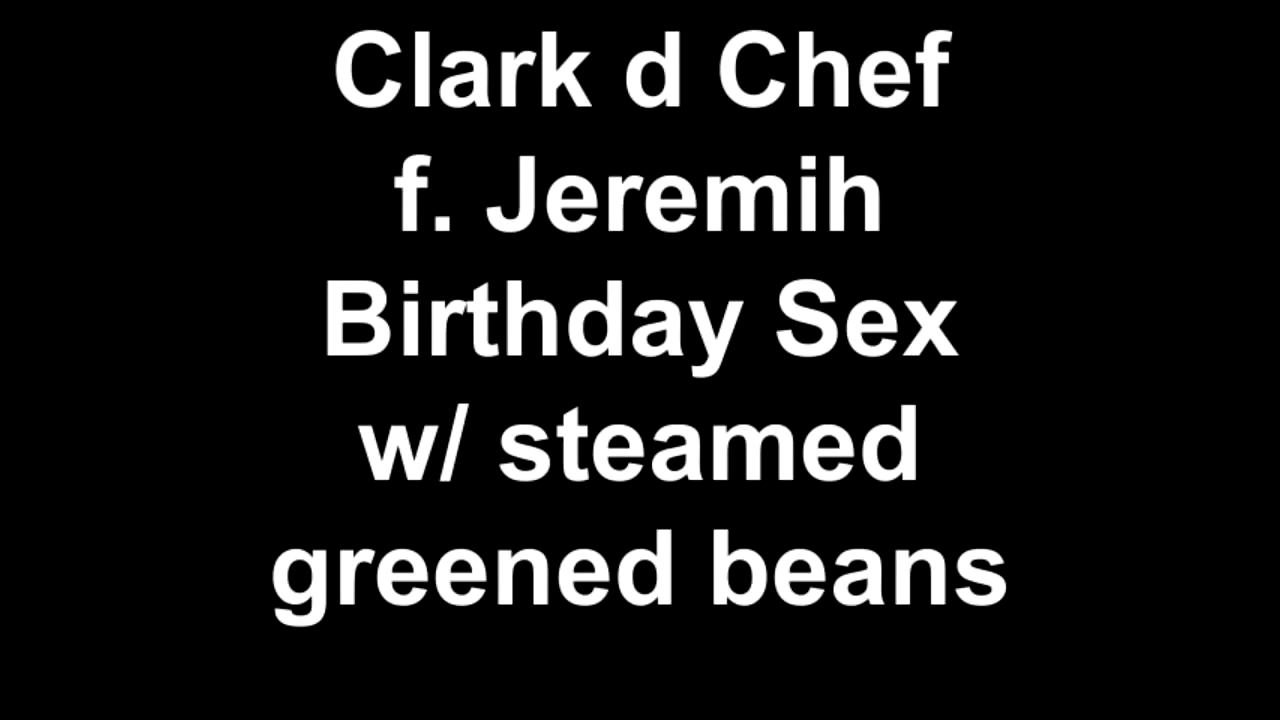 Clark d Chef
f. Jeremih
Birthday Sex
w/ steamed
greened beans